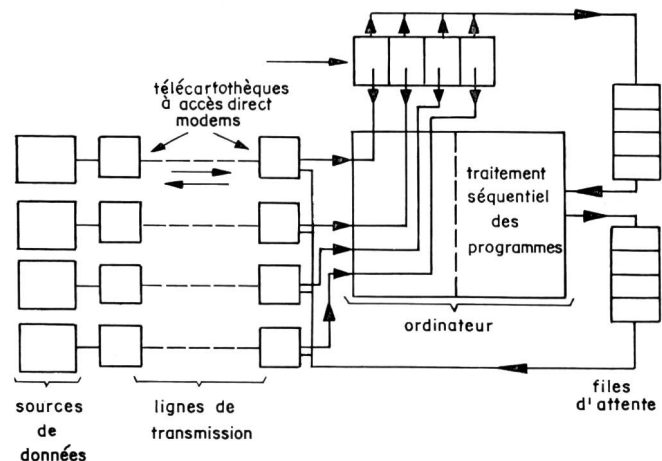 télécartothèques
à accès direct
modems
traitement
séquentiel
des
programmes
ordinateur
sources
de
données
lignes de
transmission
files
d'attente